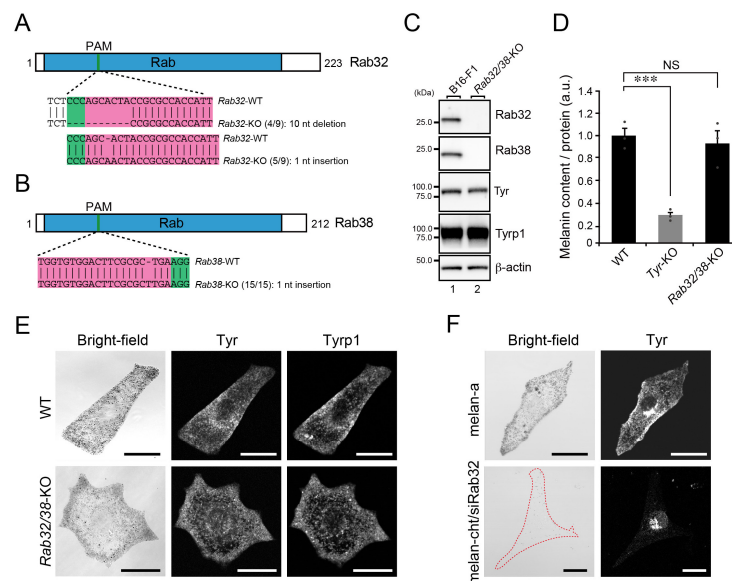 A
PAM
1 Rab 223 Rab32
TCTCCCAGCACTACCGCGCCACCATT Rab32-WT
TCT----------CCGCGCCACCATT Rab32-KO (4/9): 10 nt deletion
CCCAGC-ACTACCGCGCCACCATT Rab32-WT
CCCAGCAACTACCGCGCCACCATT Rab32-KO (5/9): 1 nt insertion
B
PAM
1 Rab 212 Rab38
TGGTGTGGACTTCGCGC-TGAAGG Rab38-WT
TGGTGTGGACTTCGCGCTTGAAGG Rab38-KO (15/15): 1 nt insertion
C
B16-F1
Rab32/38-KO
(kDa)
25.0 Rab32
25.0 Rab38
100.0
75.0
Tyr
100.0
75.0
Tyrp1
50.0
β-actin
1 2
D
NS
***
Melanin content / protein (a.u.)
1.4
1.2
1.0
0.8
0.6
0.4
0.2
0
WT
Tyr-KO
Rab32/38-KO
E
Bright-field Tyr Tyrp1
WT
Rab32/38-KO
F
Bright-field Tyr
melan-a
melan-cht/siRab32